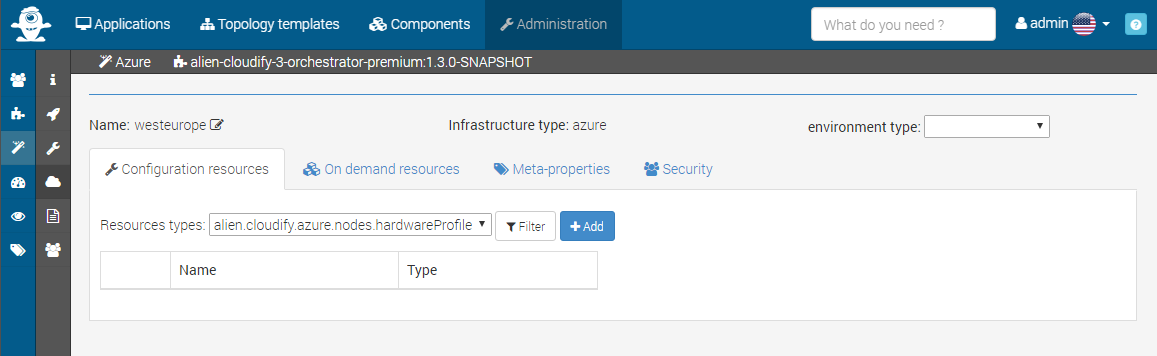 Applications Topology templates Components Administration What do you need ? admin
Azure alien-cloudify-3-orchestrator-premium:1.3.0-SNAPSHOT
Name: westeurope Infrastructure type: azure environment type:
Configuration resources On demand resources Meta-properties Security
Resources types: alien.cloudify.azure.nodes.hardwareProfile Filter Add
Name Type